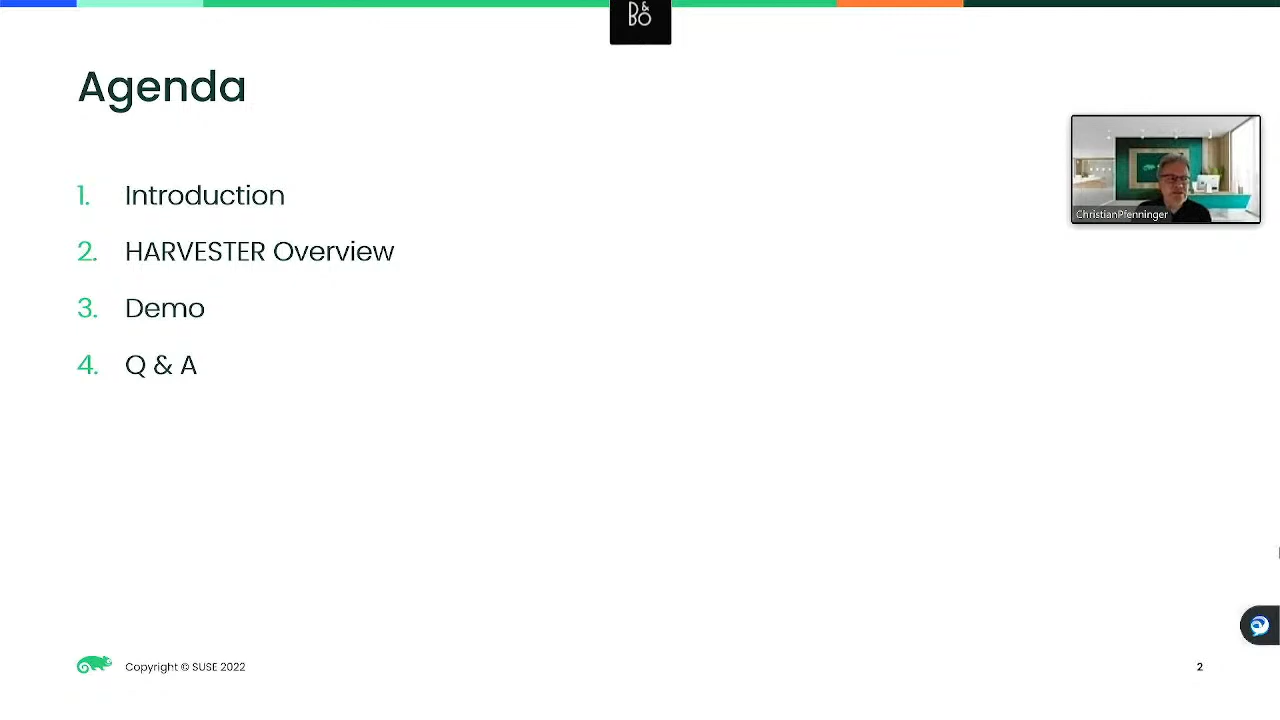 B&O
Agenda
1. Introduction
2. HARVESTER Overview
3. Demo
4. Q & A
ChristianPfenninger
Copyright © SUSE 2022
2